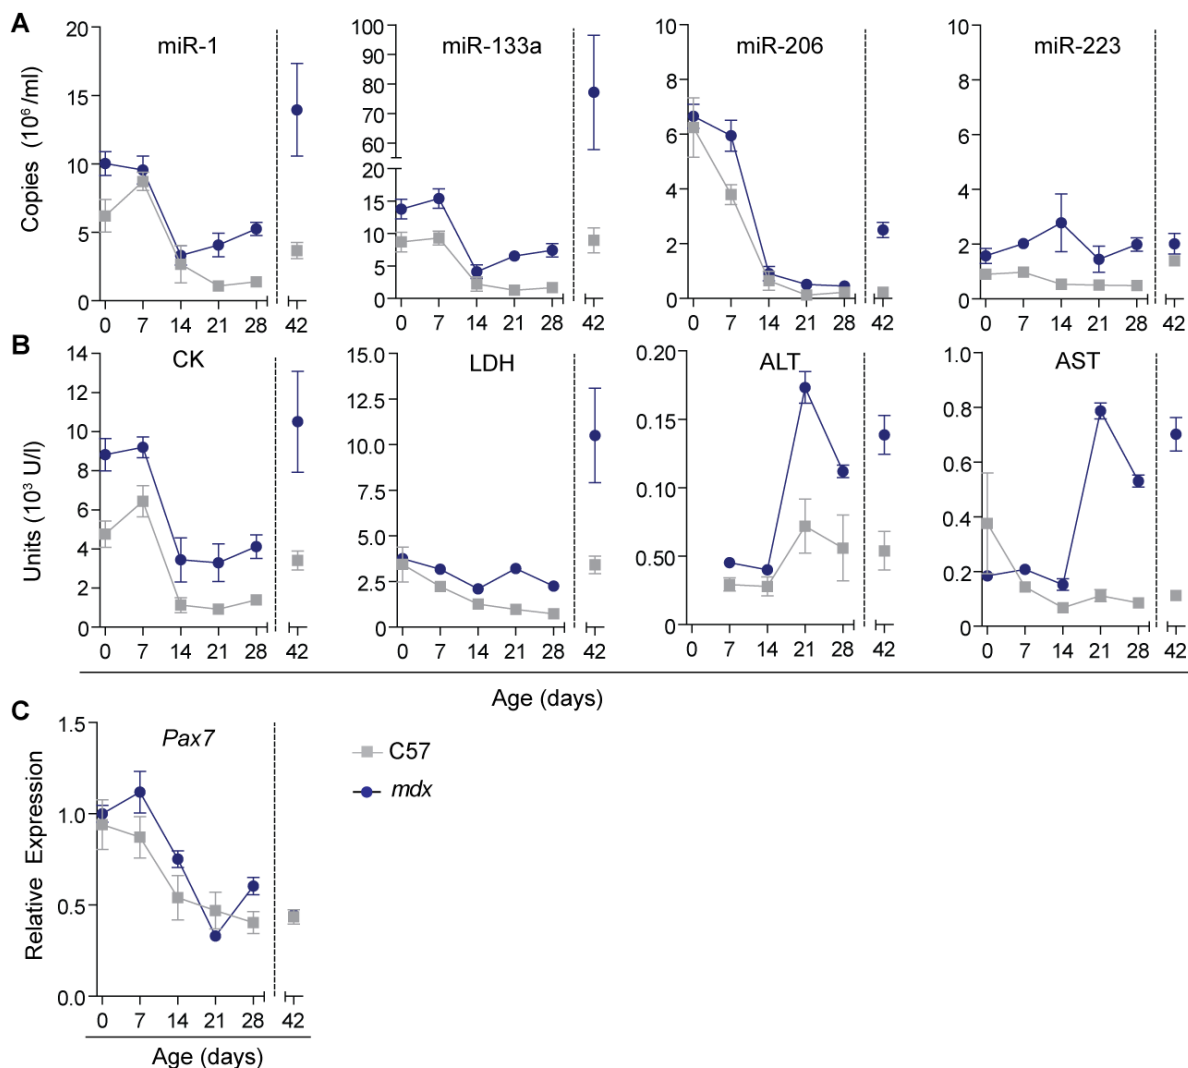 A
miR-1
miR-133a
miR-206
miR-223
Copies (10⁶/ml)
20
15
10
5
0
0 7 14 21 28 42
100
90
80
70
60
20
15
10
5
0
0 7 14 21 28 42
10
8
6
4
2
0
0 7 14 21 28 42
10
8
6
4
2
0
0 7 14 21 28 42
B
CK
LDH
ALT
AST
Units (10³ U/l)
14
12
10
8
6
4
2
0
0 7 14 21 28 42
15.0
12.5
10.0
7.5
5.0
2.5
0
0 7 14 21 28 42
0.20
0.15
0.10
0.50
0
0 7 14 21 28 42
1.0
0.8
0.6
0.4
0.2
0
0 7 14 21 28 42
Age (days)
C
Pax7
Relative Expression
1.5
1.0
0.5
0.0
0 7 14 21 28 42
Age (days)
C57
mdx